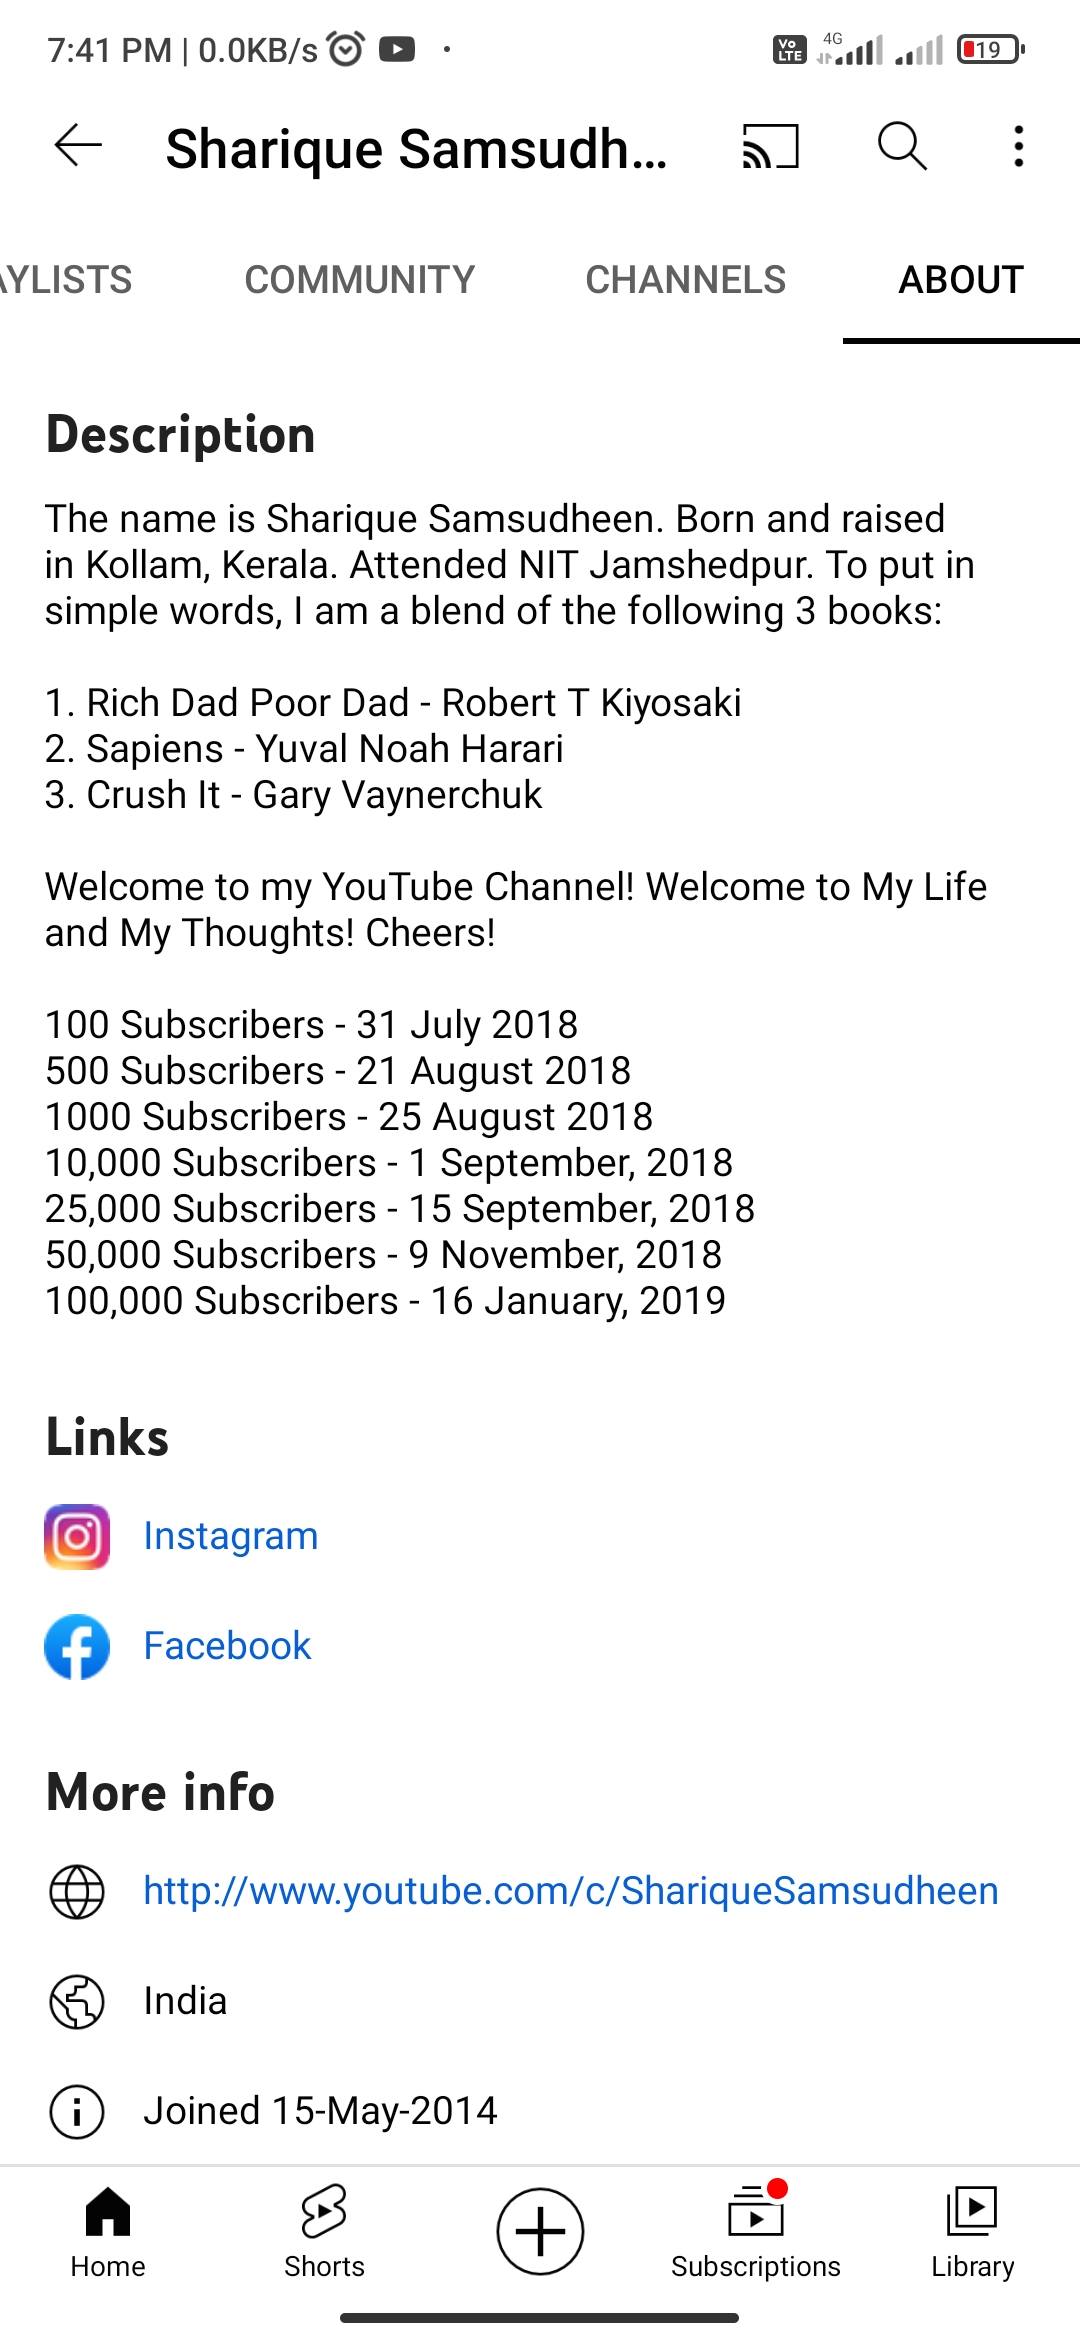 7:41 PM | 0.0KB/s
Vo LTE 4G 19
Sharique Samsudh...
AYLISTS COMMUNITY CHANNELS ABOUT
Description
The name is Sharique Samsudheen. Born and raised
in Kollam, Kerala. Attended NIT Jamshedpur. To put in
simple words, I am a blend of the following 3 books:
1. Rich Dad Poor Dad - Robert T Kiyosaki
2. Sapiens - Yuval Noah Harari
3. Crush It - Gary Vaynerchuk
Welcome to my YouTube Channel! Welcome to My Life
and My Thoughts! Cheers!
100 Subscribers - 31 July 2018
500 Subscribers - 21 August 2018
1000 Subscribers - 25 August 2018
10,000 Subscribers - 1 September, 2018
25,000 Subscribers - 15 September, 2018
50,000 Subscribers - 9 November, 2018
100,000 Subscribers - 16 January, 2019
Links
Instagram
Facebook
More info
http://www.youtube.com/c/ShariqueSamsudheen
India
Joined 15-May-2014
Home Shorts Subscriptions Library